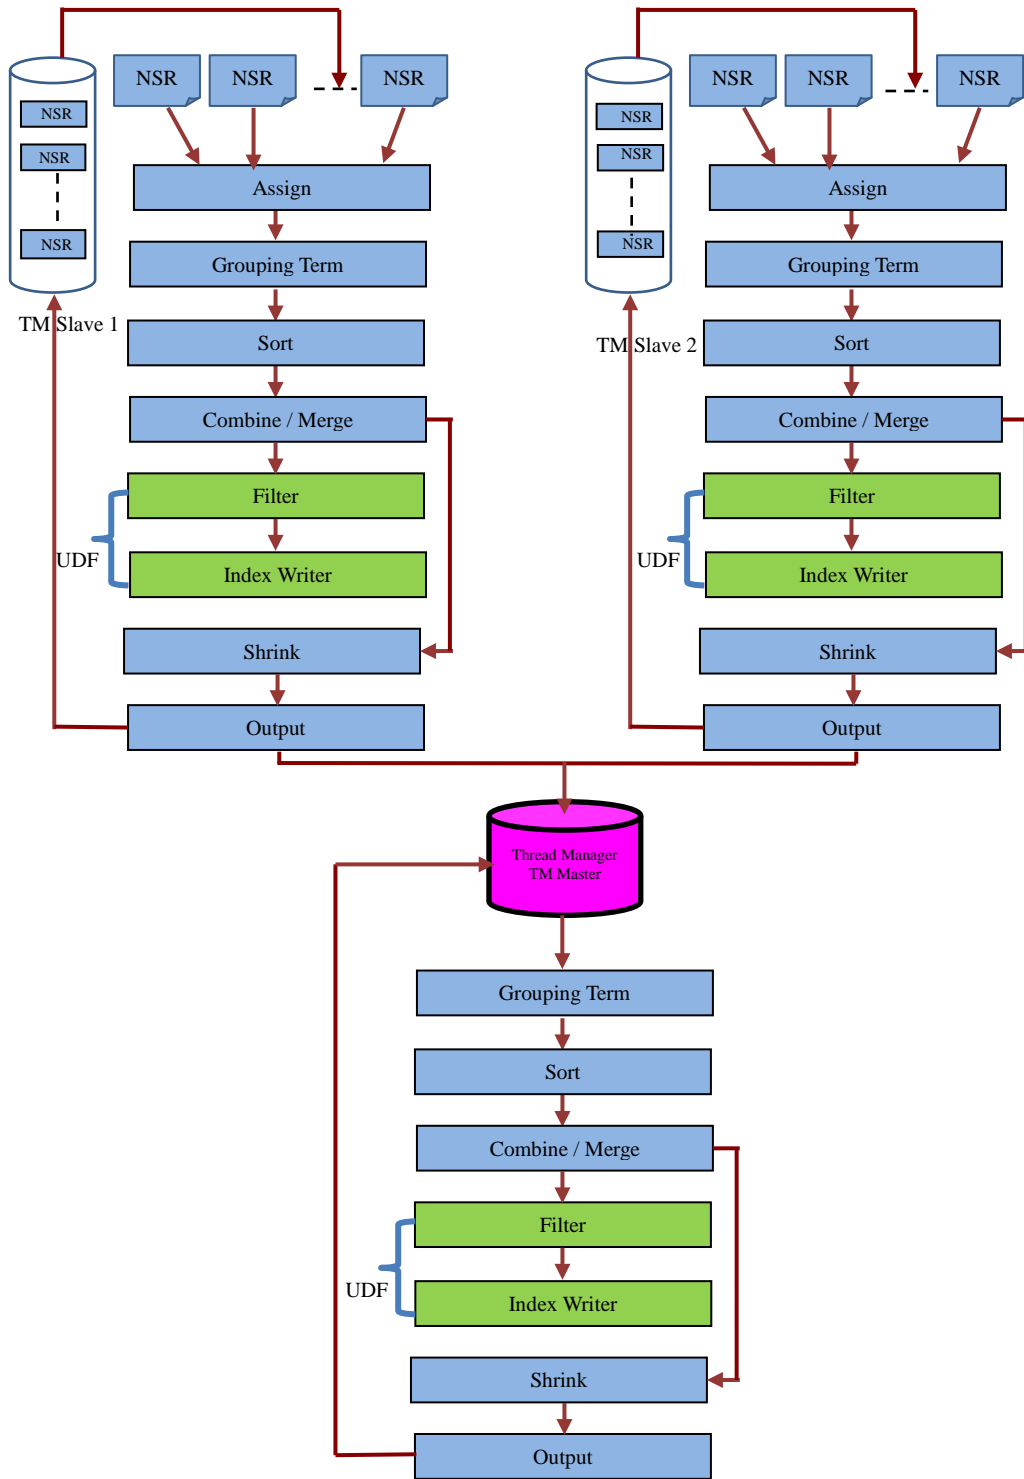 NSR
NSR
NSR
NSR
NSR
NSR
Assign
Grouping Term
TM Slave 1
Sort
Combine / Merge
Filter
UDF
Index Writer
Shrink
Output
NSR
NSR
NSR
NSR
NSR
NSR
Assign
Grouping Term
TM Slave 2
Sort
Combine / Merge
Filter
UDF
Index Writer
Shrink
Output
Thread Manager
TM Master
Grouping Term
Sort
Combine / Merge
Filter
UDF
Index Writer
Shrink
Output